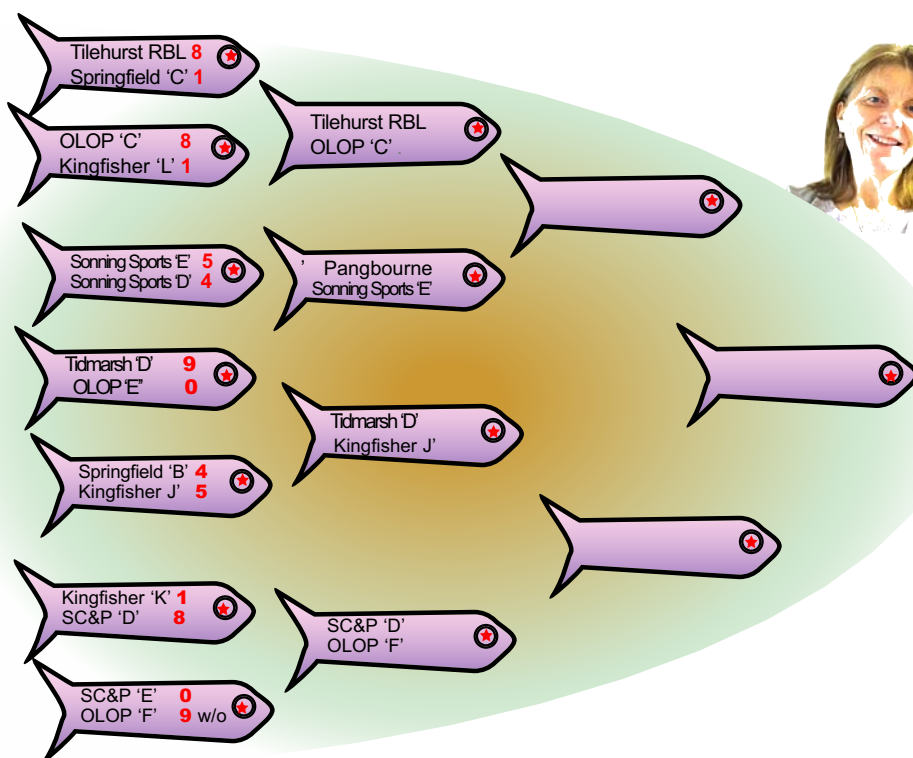 Tilehurst RBL 8
Springfield ‘C’ 1
OLOP ‘C’ 8
Kingfisher ‘L’ 1
Sonning Sports ‘E’ 5
Sonning Sports ‘D’ 4
Tidmarsh ‘D’ 9
OLOP ‘E” 0
Springfield ‘B’ 4
Kingfisher J’ 5
Kingfisher ‘K’ 1
SC&P ‘D’ 8
SC&P ‘E’ 0
OLOP ‘F’ 9 w/o
Tilehurst RBL
OLOP ‘C’ .
’ Pangbourne
Sonning Sports ‘E’
Tidmarsh ‘D’
Kingfisher J’
SC&P ‘D’
OLOP ‘F’